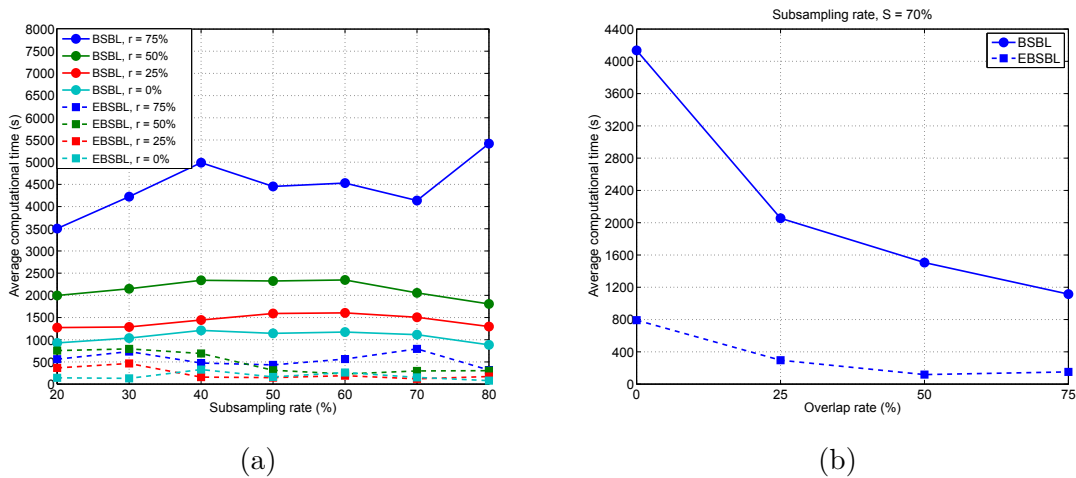 8000
7500
7000
6500
6000
5500
5000
4500
4000
3500
3000
2500
2000
1500
1000
500
0
Average computational time (s)
BSBL, r = 75%
BSBL, r = 50%
BSBL, r = 25%
BSBL, r = 0%
EBSBL, r = 75%
EBSBL, r = 50%
EBSBL, r = 25%
EBSBL, r = 0%
20 30 40 50 60 70 80
Subsampling rate (%)
(a)
Subsampling rate, S = 70%
4400
4000
3600
3200
2800
2400
2000
1600
1200
800
400
0
Average computational time (s)
BSBL
EBSBL
0 25 50 75
Overlap rate (%)
(b)